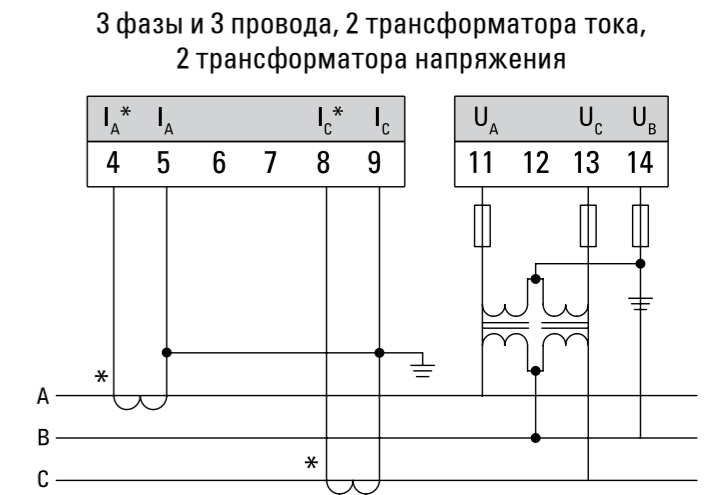 3 фазы и 3 провода, 2 трансформатора тока,
2 трансформатора напряжения
I_A* I_A I_C* I_C U_A U_C U_B
4 5 6 7 8 9 11 12 13 14
*
A
B
*
C